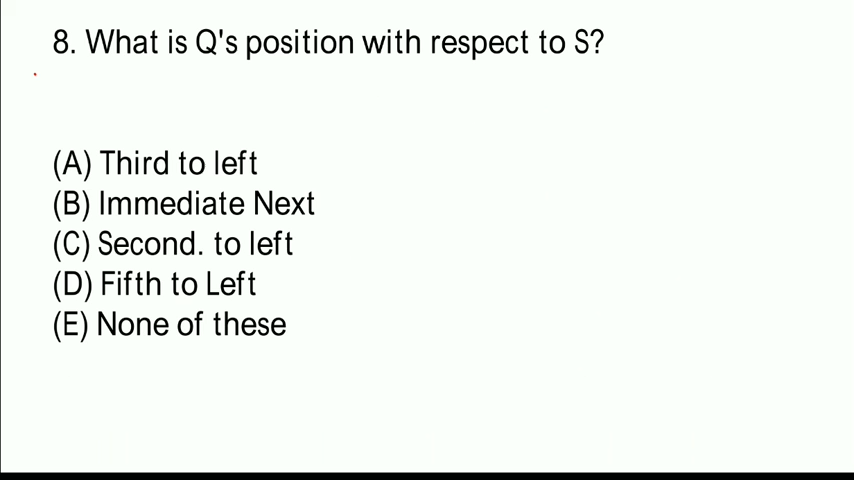 8. What is Q's position with respect to S?
(A) Third to left
(B) Immediate Next
(C) Second. to left
(D) Fifth to Left
(E) None of these